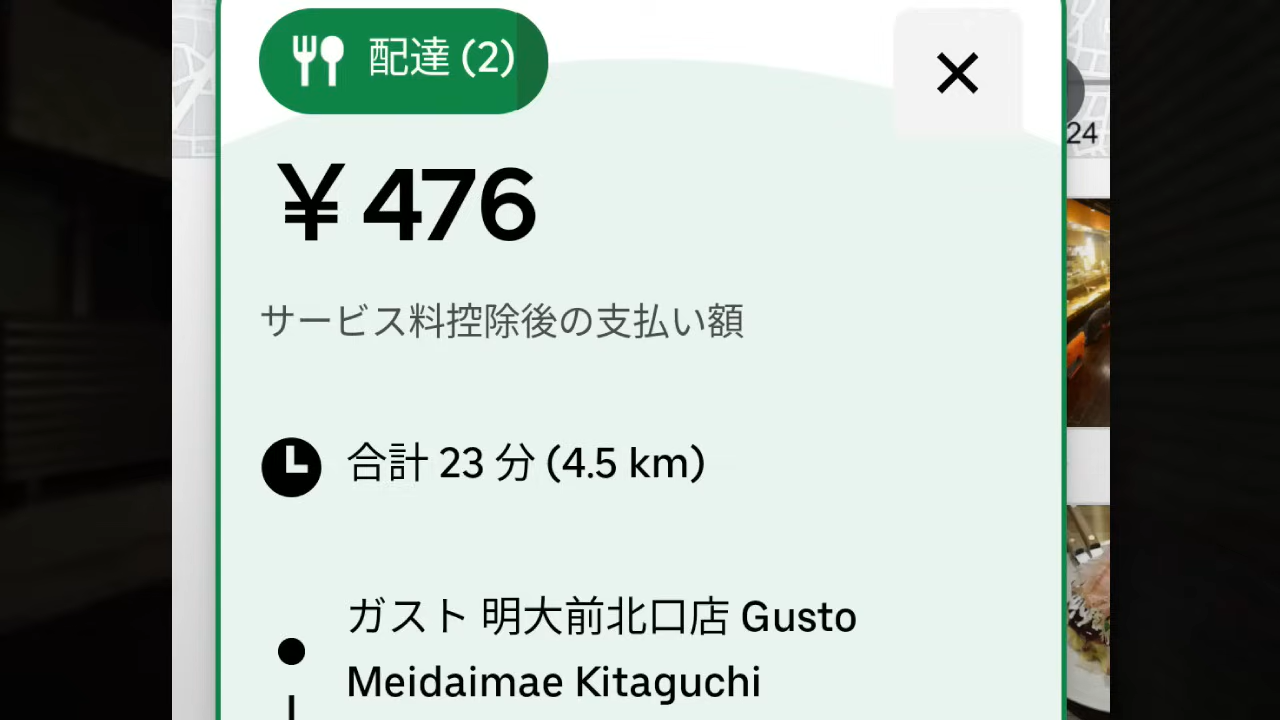 配達 (2)
24
¥ 476
サービス料控除後の支払い額
合計 23 分 (4.5 km)
ガスト 明大前北口店 Gusto
Meidaimae Kitaguchi